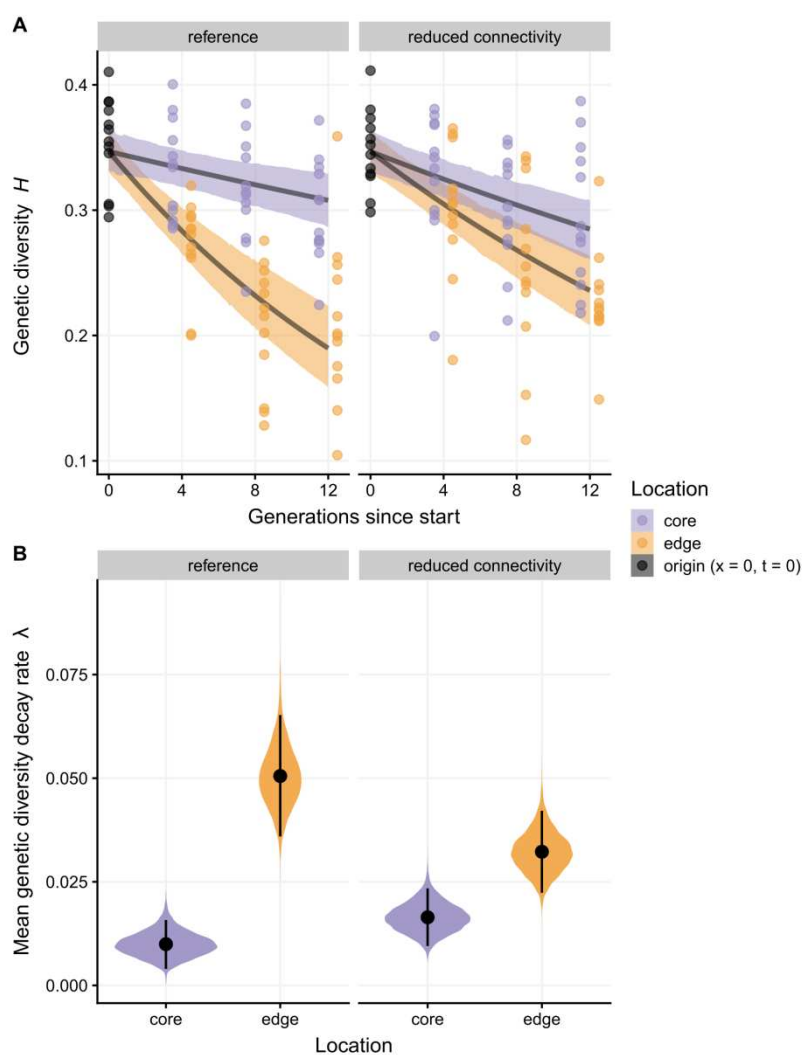 A
reference
reduced connectivity
Genetic diversity H
0.4
0.3
0.2
0.1
0 4 8 12
0 4 8 12
Generations since start
Location
core
edge
origin (x = 0, t = 0)
B
reference
reduced connectivity
Mean genetic diversity decay rate λ
0.075
0.050
0.025
0.000
core edge
core edge
Location